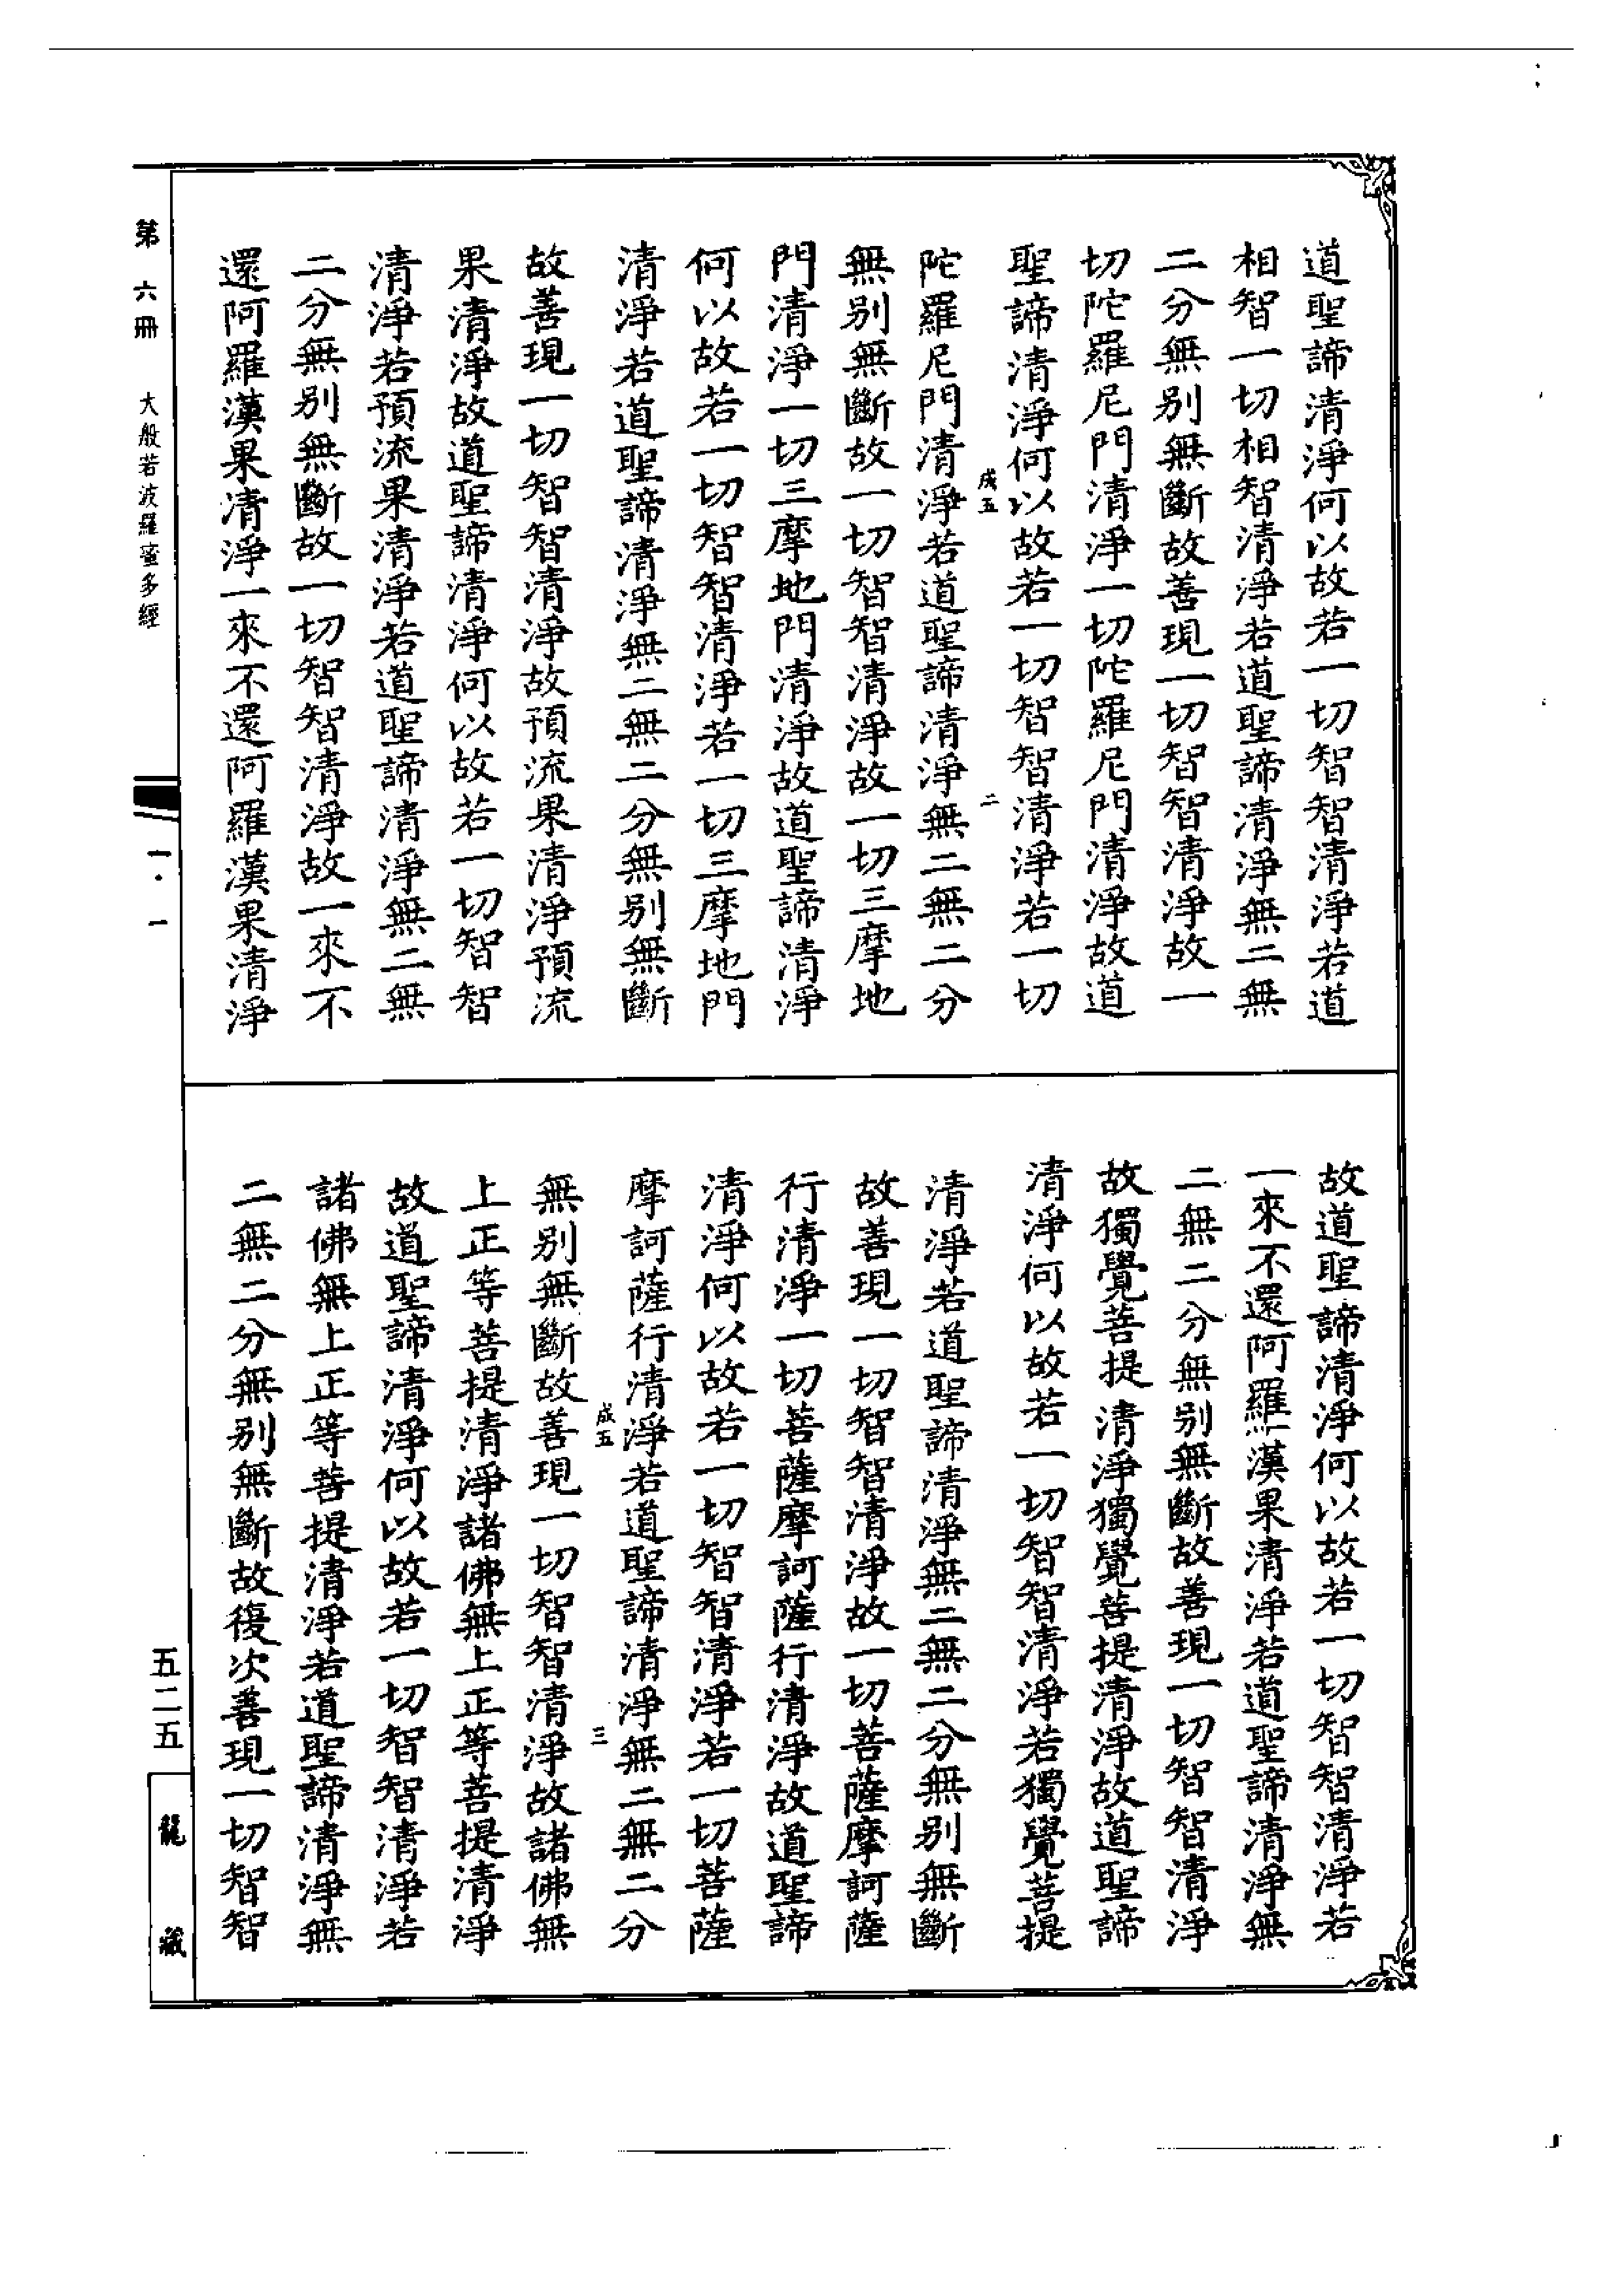 道聖諦清淨何以故若一切智智清淨若道
相智一切相智清淨若道聖諦清淨無二無
二分無別無斷故善現一切智智清淨故一
切陀羅尼門清淨一切陀羅尼門清淨故道
聖諦清淨何以故若一切智智清淨若一切
成五
二
陀羅尼門清淨若道聖諦清淨無二無二分
無別無斷故一切智智清淨故一切三摩地
門清淨一切三摩地門清淨故道聖諦清淨
何以故若一切智智清淨若一切三摩地門
清淨若道聖諦清淨無二無二分無別無斷
故善現一切智智清淨故預流果清淨預流
果清淨故道聖諦清淨何以故若一切智智
清淨若預流果清淨若道聖諦清淨無二無
二分無別無斷故一切智智清淨故一來不
還阿羅漢果清淨一來不還阿羅漢果清淨
故道聖諦清淨何以故若一切智智清淨若
一來不還阿羅漢果清淨若道聖諦清淨無
二無二分無別無斷故善現一切智智清淨
故獨覺菩提清淨獨覺菩提清淨故道聖諦
清淨何以故若一切智智清淨若獨覺菩提
清淨若道聖諦清淨無二無二分無別無斷
故善現一切智智清淨故一切菩薩摩訶薩
行清淨一切菩薩摩訶薩行清淨故道聖諦
清淨何以故若一切智智清淨若一切菩薩
摩訶薩行清淨若道聖諦清淨無二無二分
成五
三
無別無斷故善現一切智智清淨故諸佛無
上正等菩提清淨諸佛無上正等菩提清淨
故道聖諦清淨何以故若一切智智清淨若
諸佛無上正等菩提清淨若道聖諦清淨無
二無二分無別無斷故復次善現一切智智
第六冊
大般若波羅蜜多經
一·一
五二五
龍藏